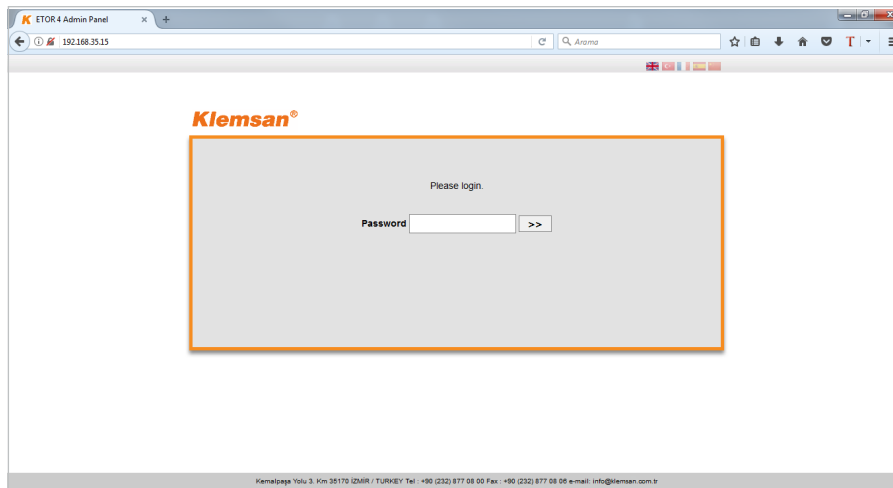 K ETOR 4 Admin Panel
192.168.35.15
Arama
Klemsan®
Please login.
Password >>
Kemalpaşa Yolu 3. Km 35170 İZMİR / TURKEY Tel : +90 (232) 877 08 00 Fax : +90 (232) 877 08 06 e-mail: info@klemsan.com.tr